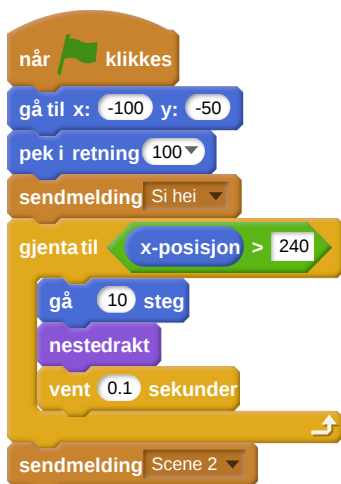 når klikkes
gå til x: -100 y: -50
pek i retning 100
sendmelding Si hei
gjenta til x-posisjon > 240
gå 10 steg
nestedrakt
vent 0.1 sekunder
sendmelding Scene 2